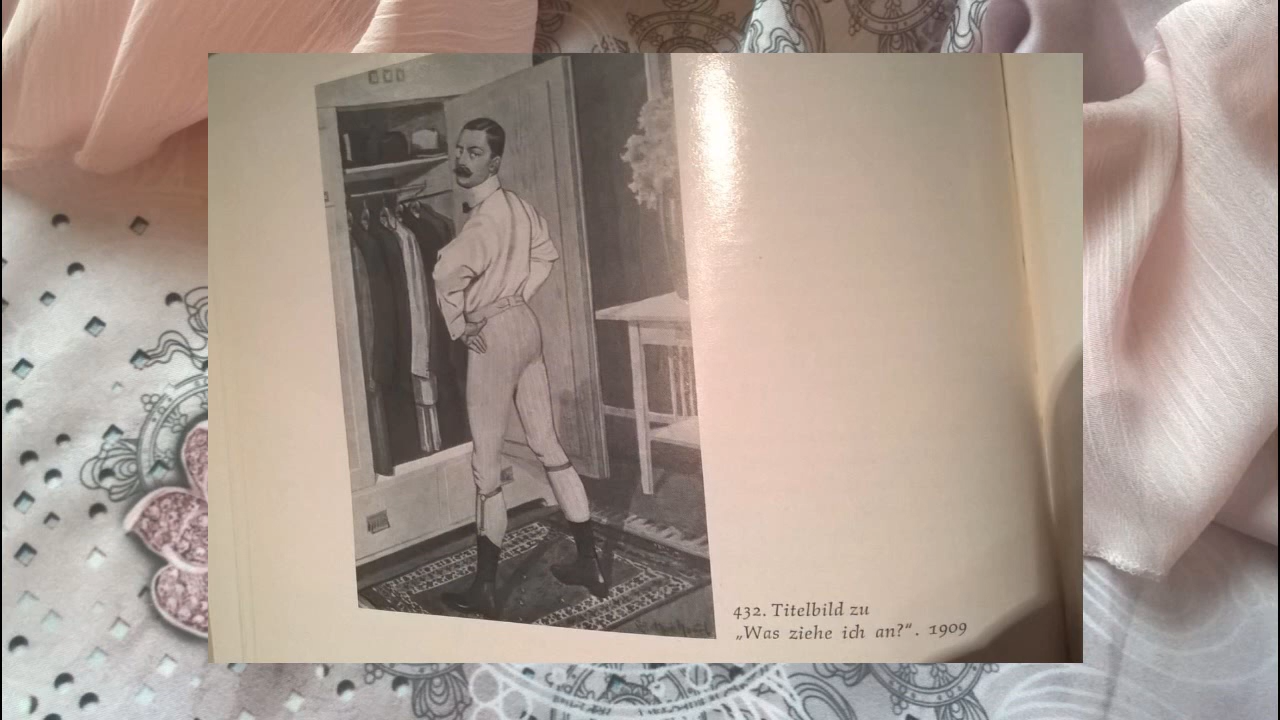 432. Titelbild zu
„Was ziehe ich an?“. 1909